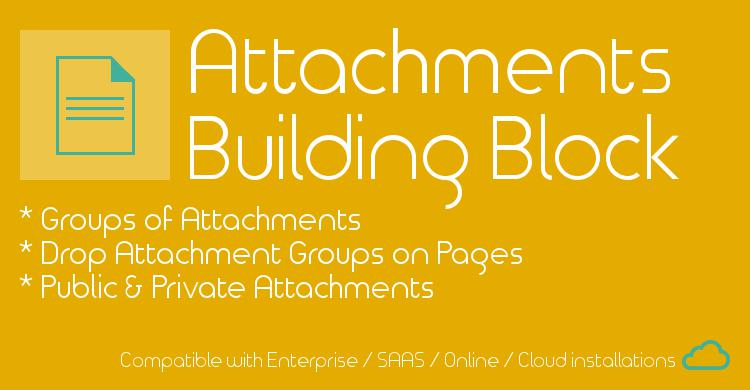 Attachments
Building Block
* Groups of Attachments
* Drop Attachment Groups on Pages
* Public & Private Attachments
Compatible with Enterprise / SAAS / Online / Cloud installations